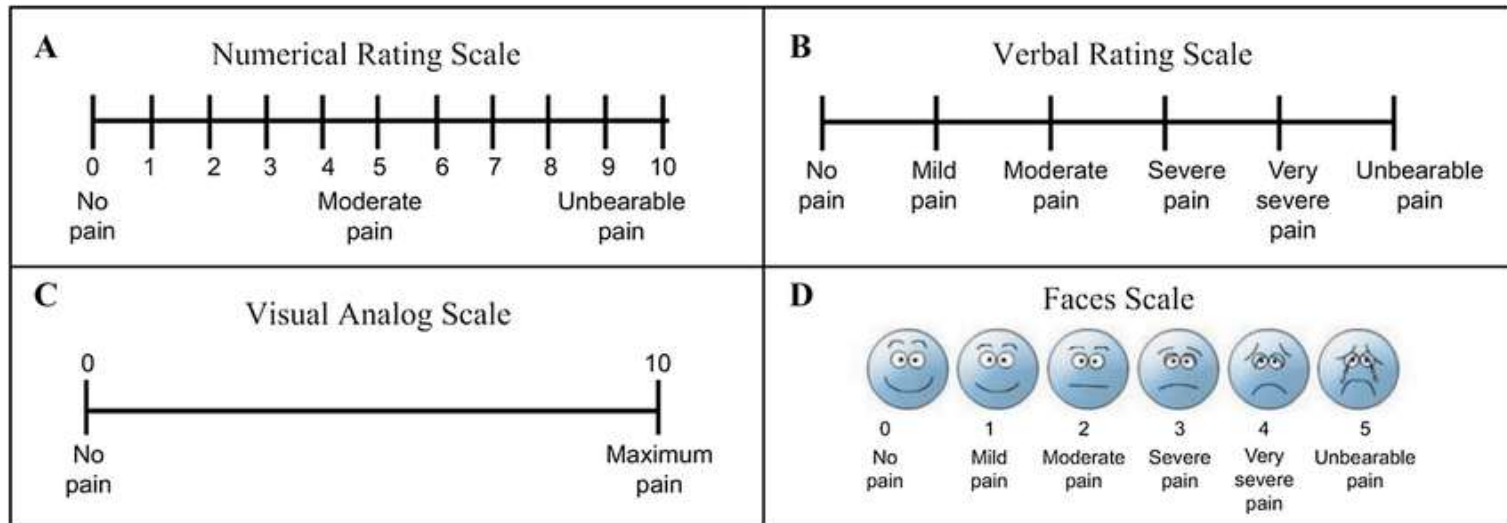 A
Numerical Rating Scale
0 1 2 3 4 5 6 7 8 9 10
No Moderate Unbearable
pain pain pain
B
Verbal Rating Scale
No Mild Moderate Severe Very Unbearable
pain pain pain pain severe pain
pain
C
Visual Analog Scale
0 10
No Maximum
pain pain
D
Faces Scale
0 1 2 3 4 5
No Mild Moderate Severe Very Unbearable
pain pain pain pain severe pain
pain